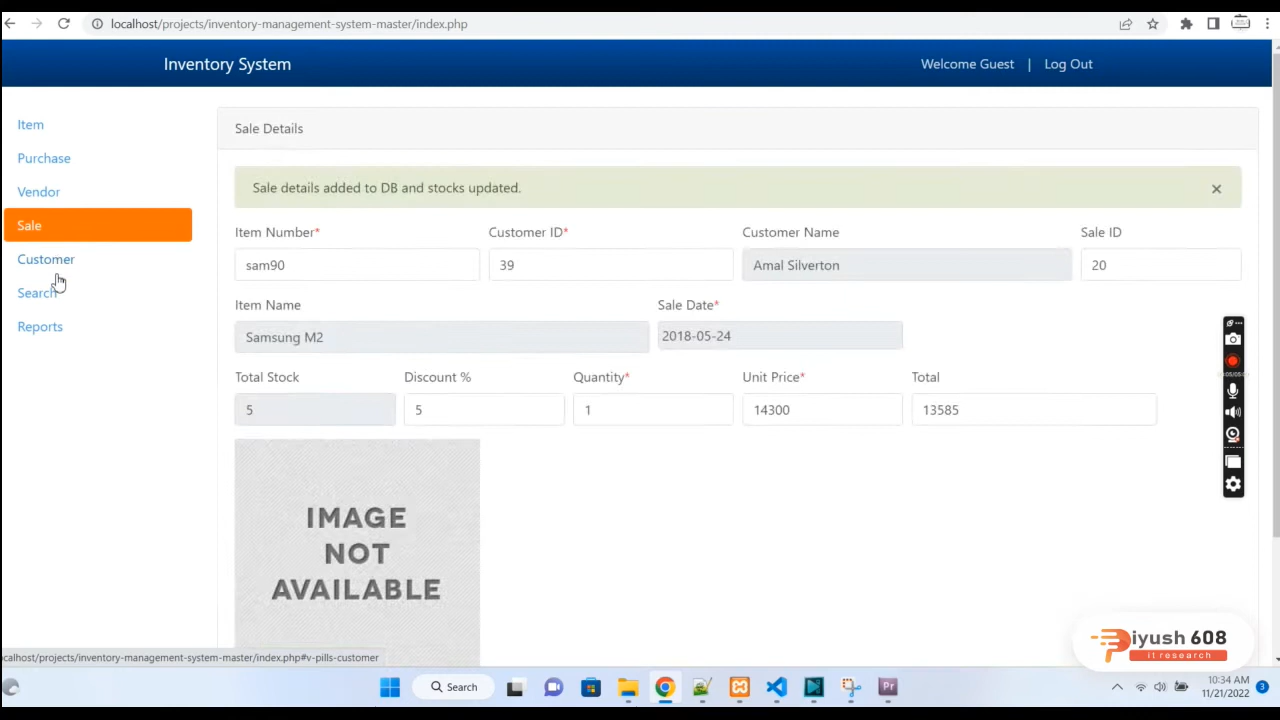 localhost/projects/inventory-management-system-master/index.php
Inventory System
Welcome Guest | Log Out
Item
Purchase
Vendor
Sale
Customer
Search
Reports
Sale Details
Sale details added to DB and stocks updated. ×
Item Number* Customer ID* Customer Name Sale ID
sam90 39 Amal Silverton 20
Item Name Sale Date*
Samsung M2 2018-05-24
Total Stock Discount % Quantity* Unit Price* Total
5 5 1 14300 13585
IMAGE
NOT
AVAILABLE
iyush 608
it research
ocalhost/projects/inventory-management-system-master/index.php#v-pills-customer
Search
Pr
10:34 AM
11/21/2022
3